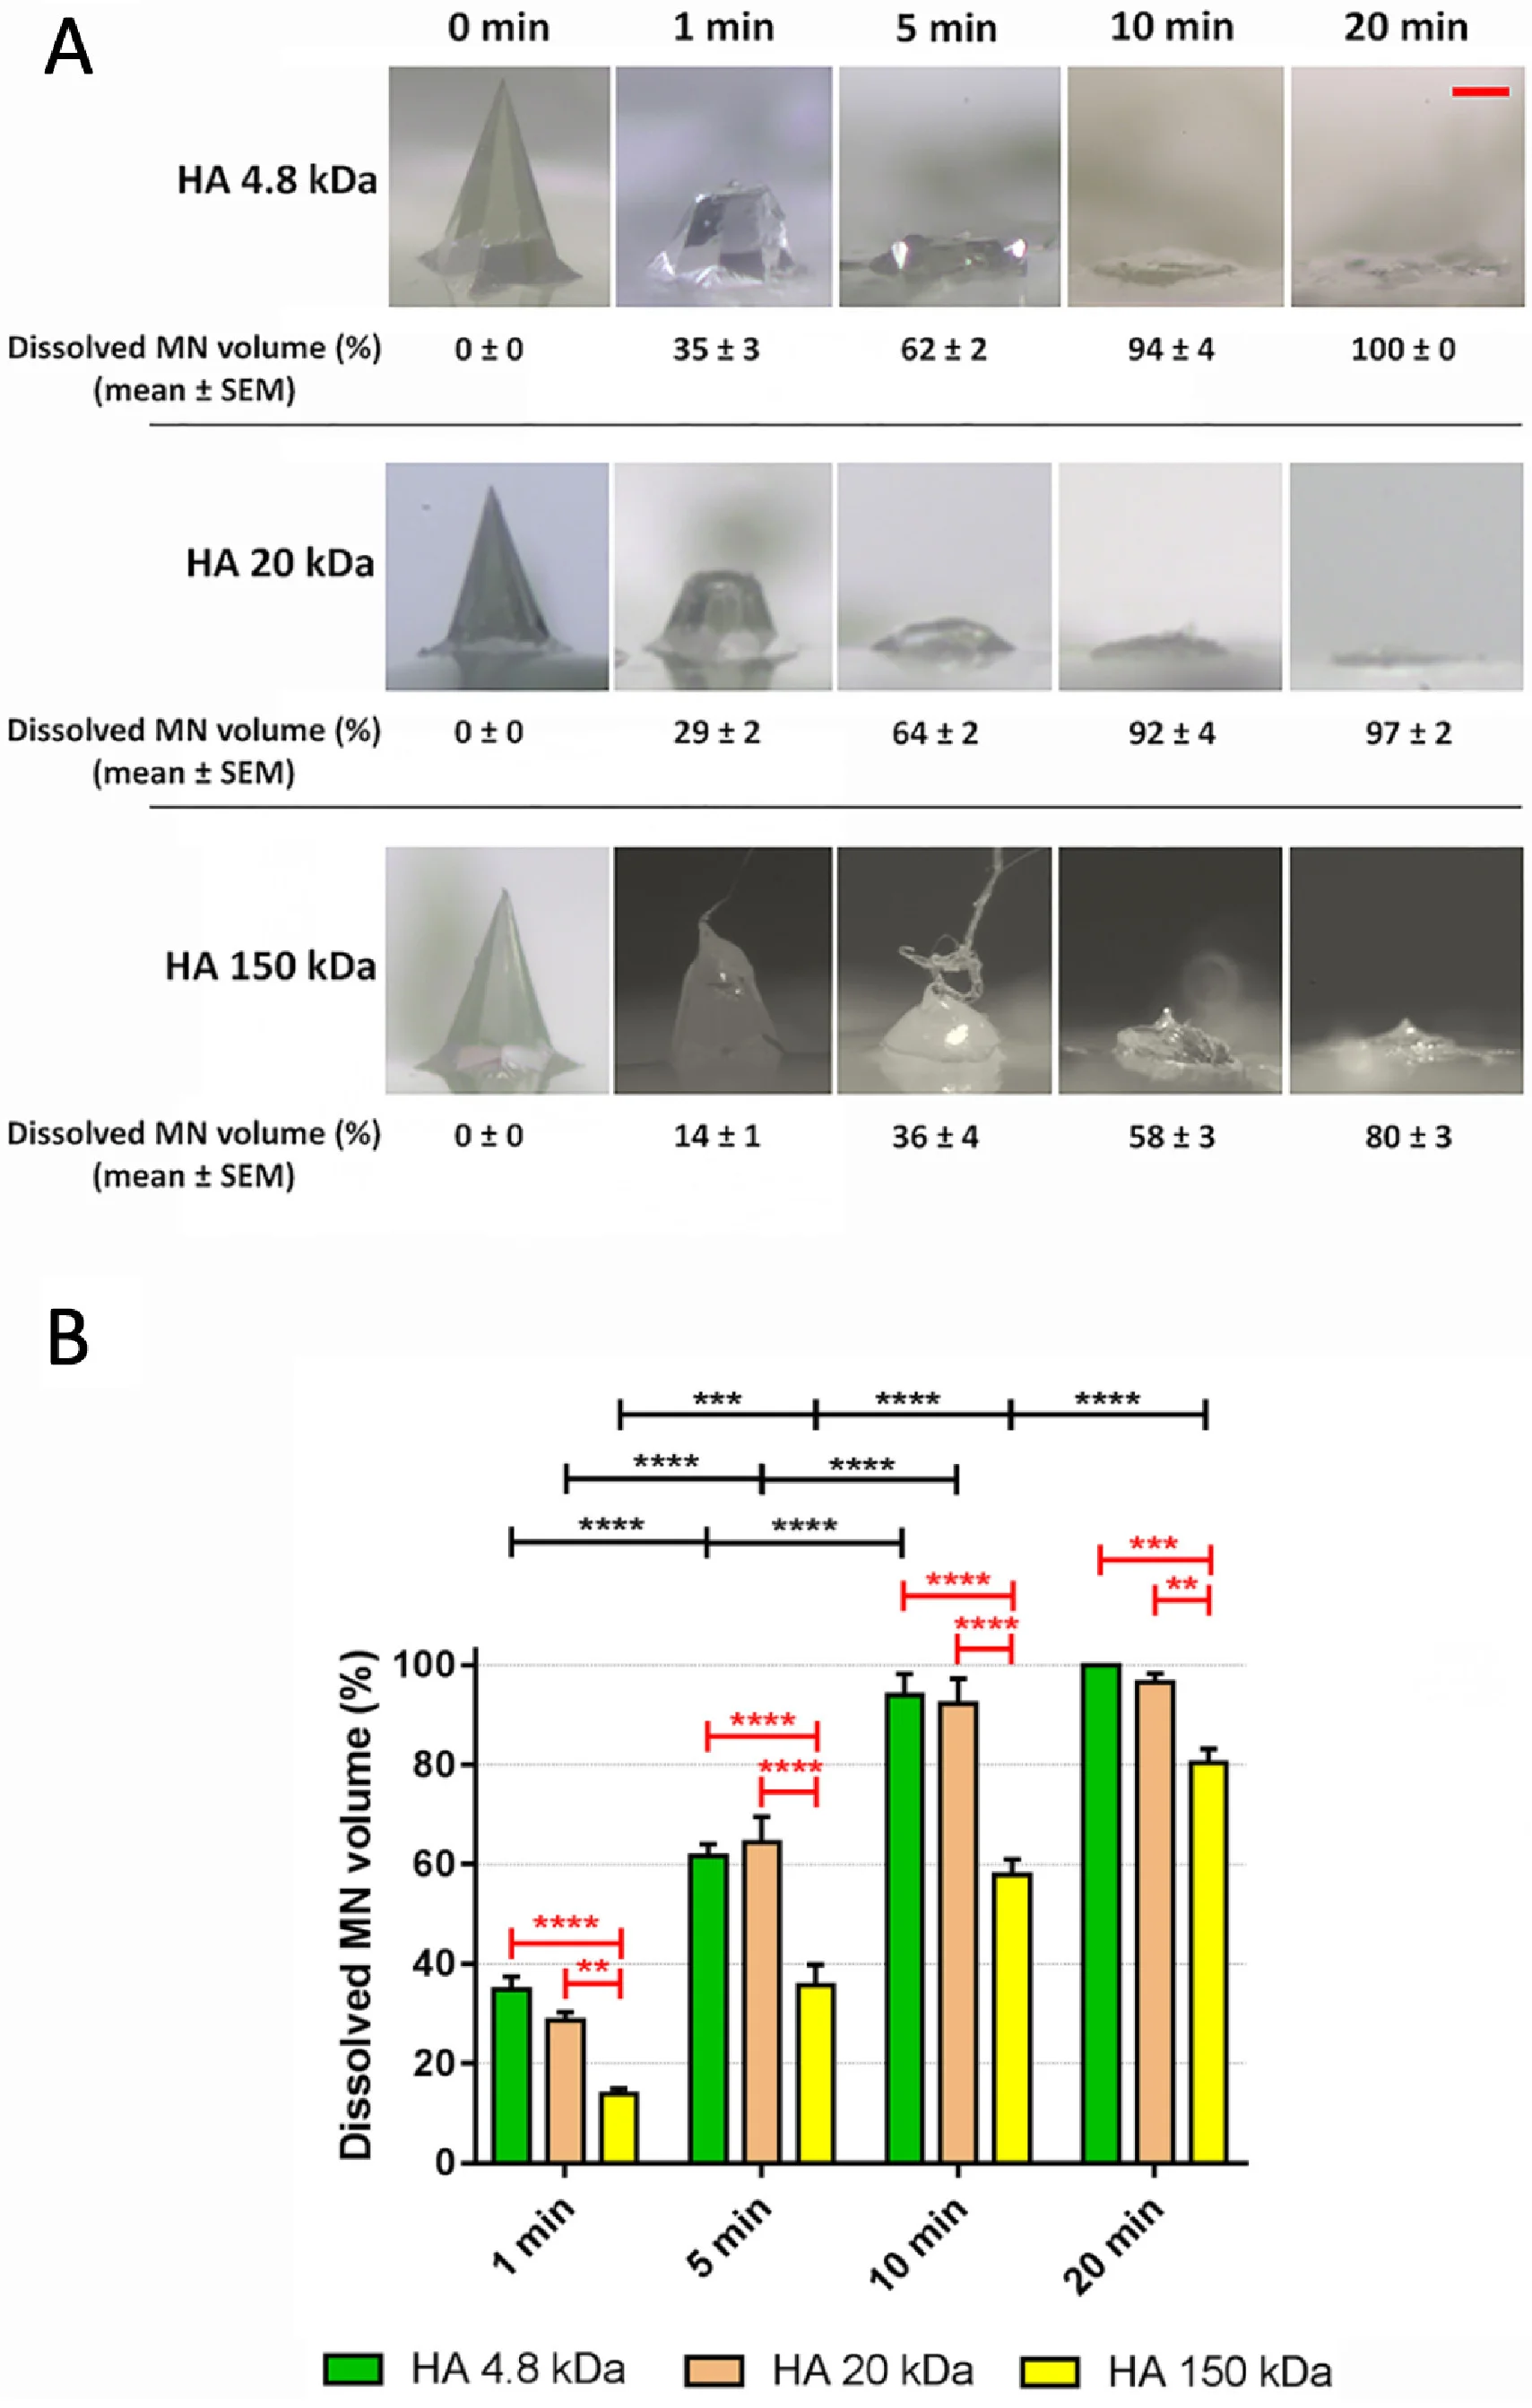 A
0 min 1 min 5 min 10 min 20 min
HA 4.8 kDa
Dissolved MN volume (%) 0 ± 0 35 ± 3 62 ± 2 94 ± 4 100 ± 0
(mean ± SEM)
HA 20 kDa
Dissolved MN volume (%) 0 ± 0 29 ± 2 64 ± 2 92 ± 4 97 ± 2
(mean ± SEM)
HA 150 kDa
Dissolved MN volume (%) 0 ± 0 14 ± 1 36 ± 4 58 ± 3 80 ± 3
(mean ± SEM)
B
*** **** ****
**** ****
**** ****
***
**
****
****
****
****
****
**
Dissolved MN volume (%)
100
80
60
40
20
0
1 min 5 min 10 min 20 min
HA 4.8 kDa HA 20 kDa HA 150 kDa